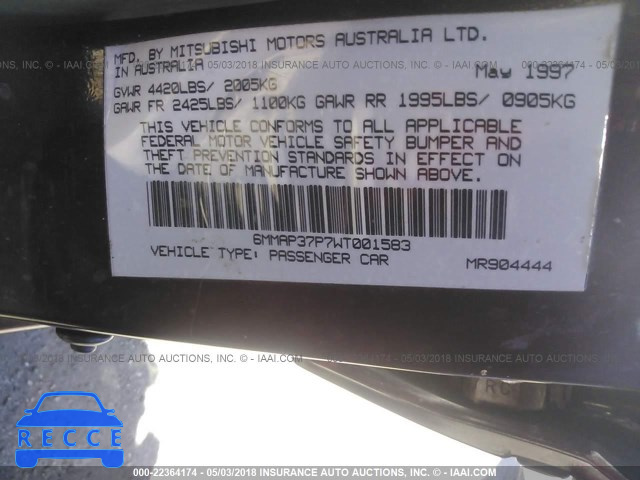 MFD. BY MITSUBISHI MOTORS AUSTRALIA LTD.
IN AUSTRALIA May 1997
GVWR 4420LBS/ 2005KG
GAWR FR 2425LBS/ 1100KG GAWR RR 1995LBS/ 0905KG
THIS VEHICLE CONFORMS TO ALL APPLICABLE
FEDERAL MOTOR VEHICLE SAFETY BUMPER AND
THEFT PREVENTION STANDARDS IN EFFECT ON
THE DATE OF MANUFACTURE SHOWN ABOVE.
6MMAP37P7WT001583
VEHICLE TYPE: PASSENGER CAR MR904444
RECCE
000-22364174 - 05/03/2018 INSURANCE AUTO AUCTIONS, INC. © - IAAI.COM